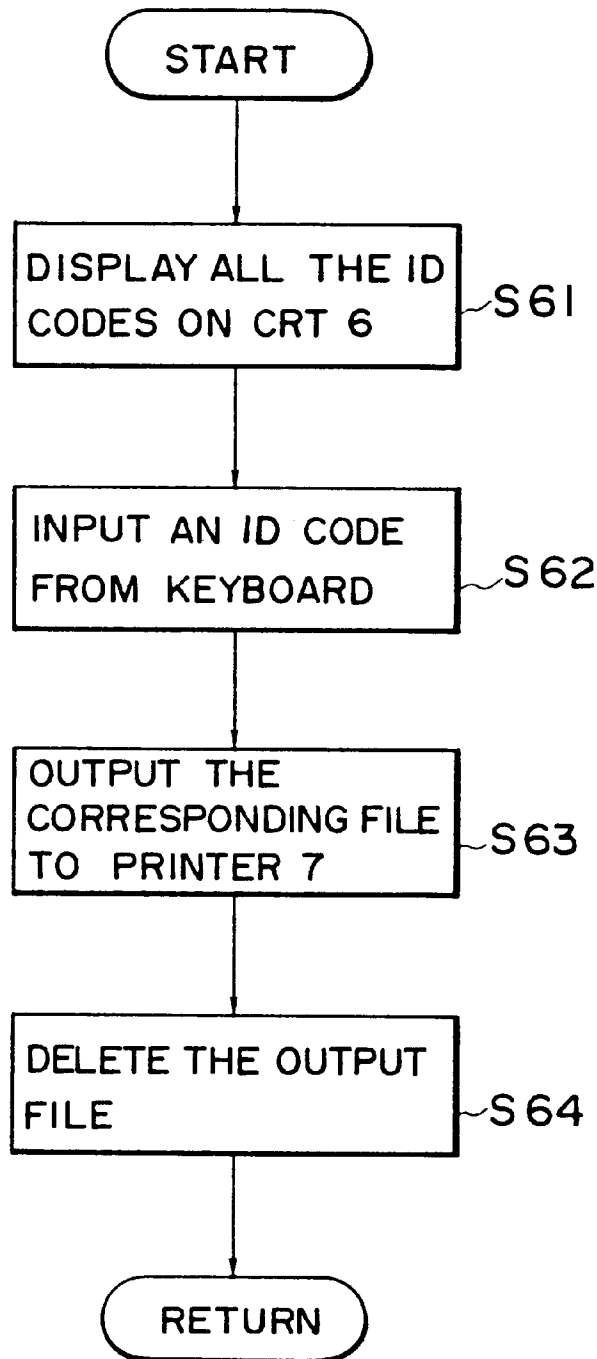 START
DISPLAY ALL THE ID
CODES ON CRT 6
S61
INPUT AN ID CODE
FROM KEYBOARD
S62
OUTPUT THE
CORRESPONDING FILE
TO PRINTER 7
S63
DELETE THE OUTPUT
FILE
S64
RETURN